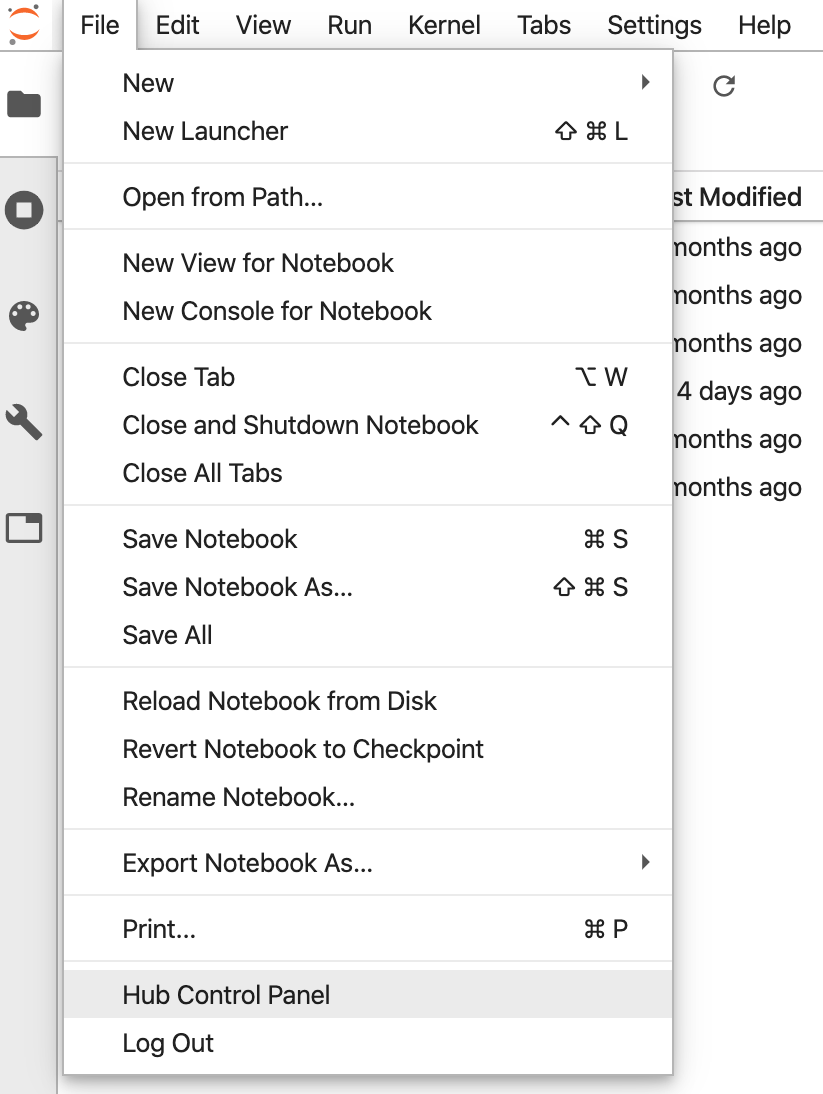 File Edit View Run Kernel Tabs Settings Help
New
New Launcher ⇧ ⌘ L
Open from Path...
st Modified
New View for Notebook
months ago
New Console for Notebook
months ago
months ago
Close Tab ⌥ W
4 days ago
Close and Shutdown Notebook ^ ⇧ Q
months ago
Close All Tabs
months ago
Save Notebook ⌘ S
Save Notebook As... ⇧ ⌘ S
Save All
Reload Notebook from Disk
Revert Notebook to Checkpoint
Rename Notebook...
Export Notebook As...
Print... ⌘ P
Hub Control Panel
Log Out